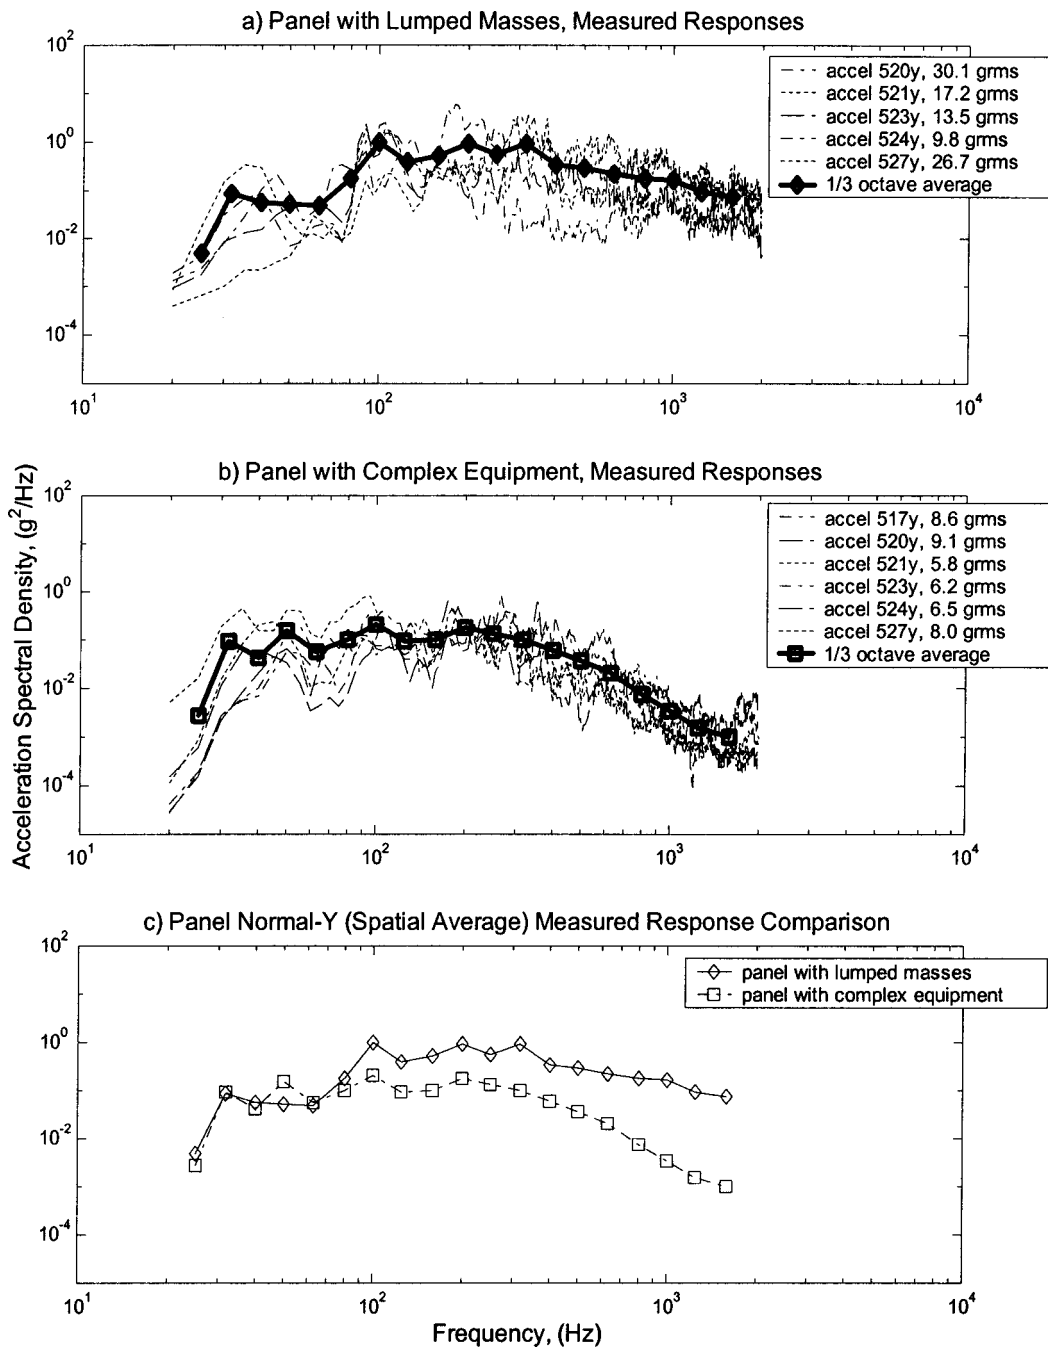 a) Panel with Lumped Masses, Measured Responses
10^2
10^0
10^-2
10^-4
10^1
10^2
10^3
10^4
accel 520y, 30.1 grms
accel 521y, 17.2 grms
accel 523y, 13.5 grms
accel 524y, 9.8 grms
accel 527y, 26.7 grms
1/3 octave average
b) Panel with Complex Equipment, Measured Responses
Acceleration Spectral Density, (g^2/Hz)
10^2
10^0
10^-2
10^-4
10^1
10^2
10^3
10^4
accel 517y, 8.6 grms
accel 520y, 9.1 grms
accel 521y, 5.8 grms
accel 523y, 6.2 grms
accel 524y, 6.5 grms
accel 527y, 8.0 grms
1/3 octave average
c) Panel Normal-Y (Spatial Average) Measured Response Comparison
10^2
10^0
10^-2
10^-4
10^1
10^2
10^3
10^4
panel with lumped masses
panel with complex equipment
Frequency, (Hz)